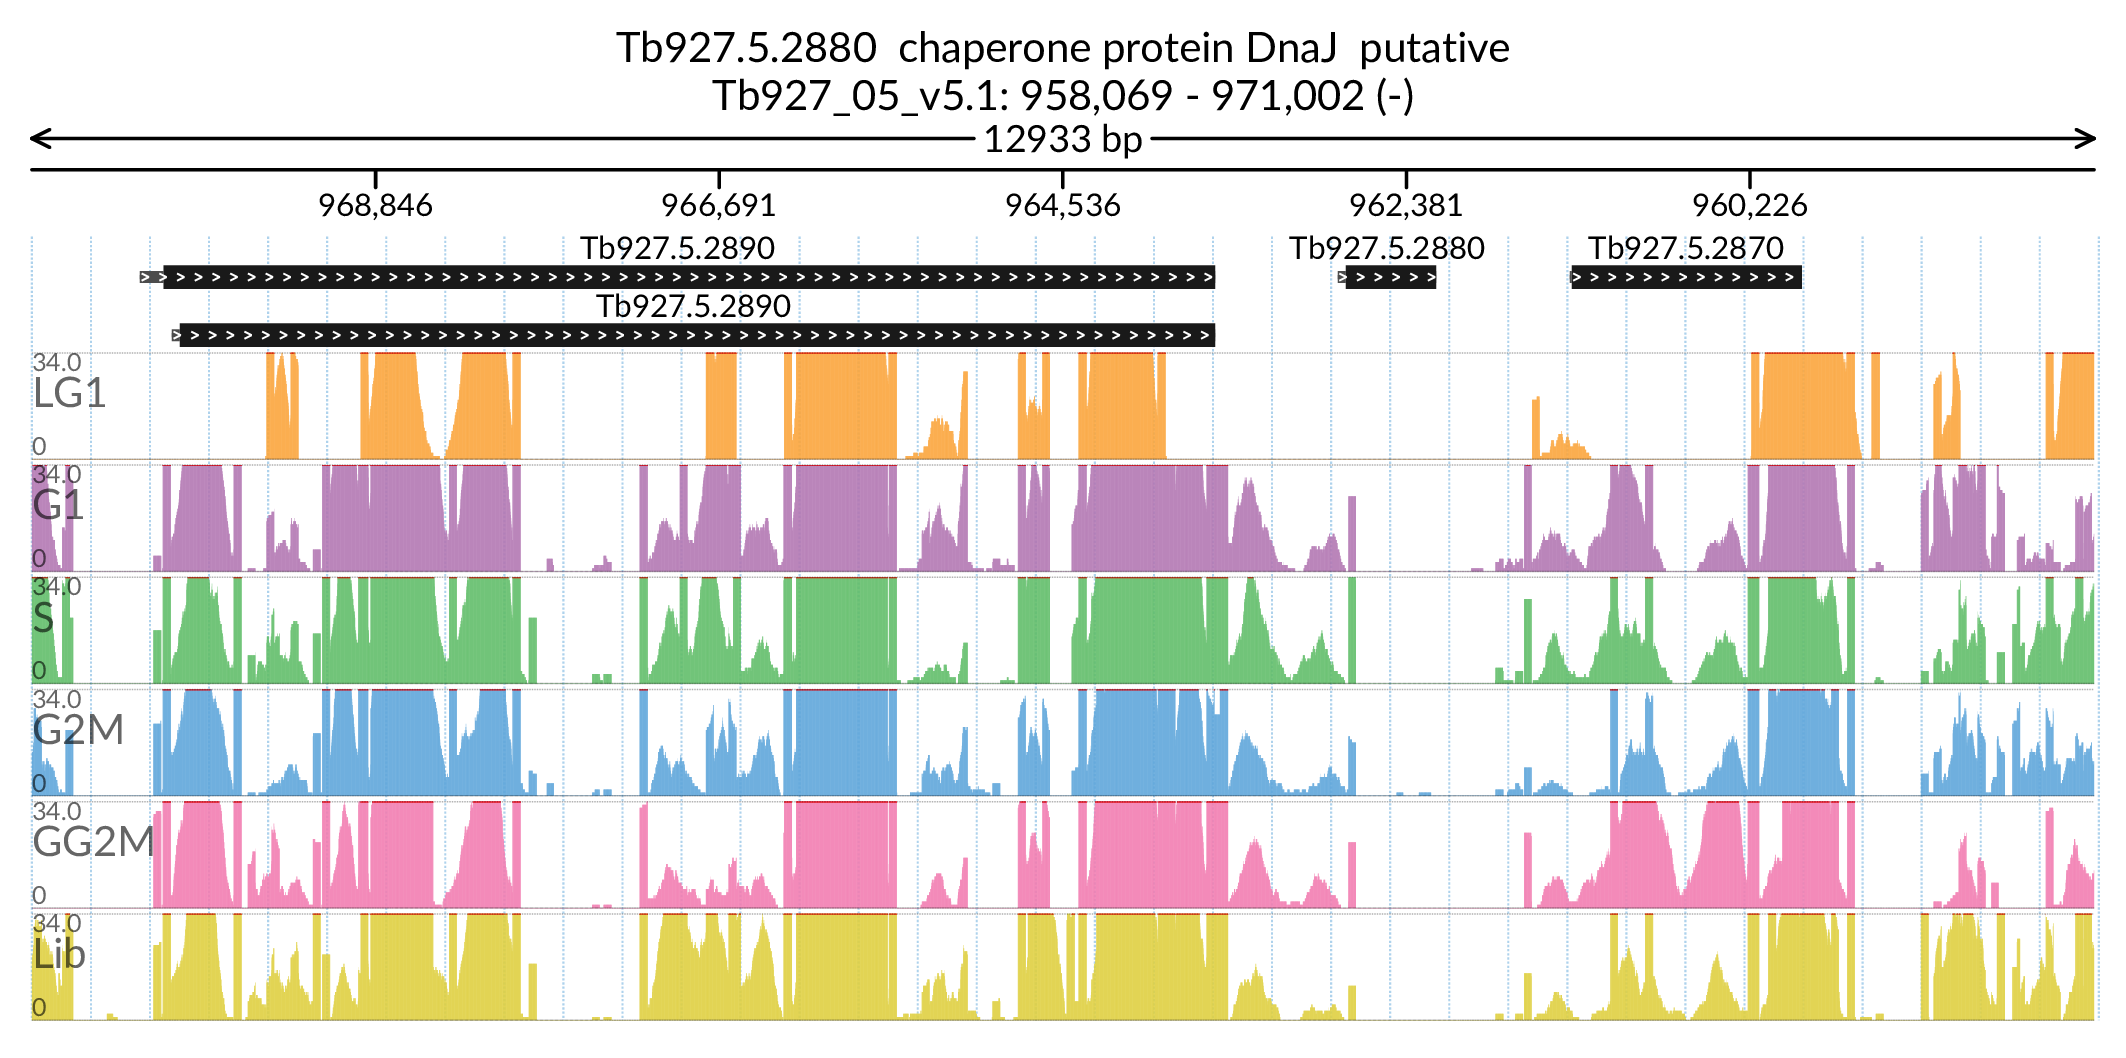 Tb927.5.2880 chaperone protein DnaJ putative
Tb927_05_v5.1: 958,069 - 971,002 (-)
12933 bp
968,846 966,691 964,536 962,381 960,226
Tb927.5.2890 Tb927.5.2880 Tb927.5.2870
Tb927.5.2890
34.0
LG1
0
34.0
G1
0
34.0
S
0
34.0
G2M
0
34.0
GG2M
0
34.0
Lib
0